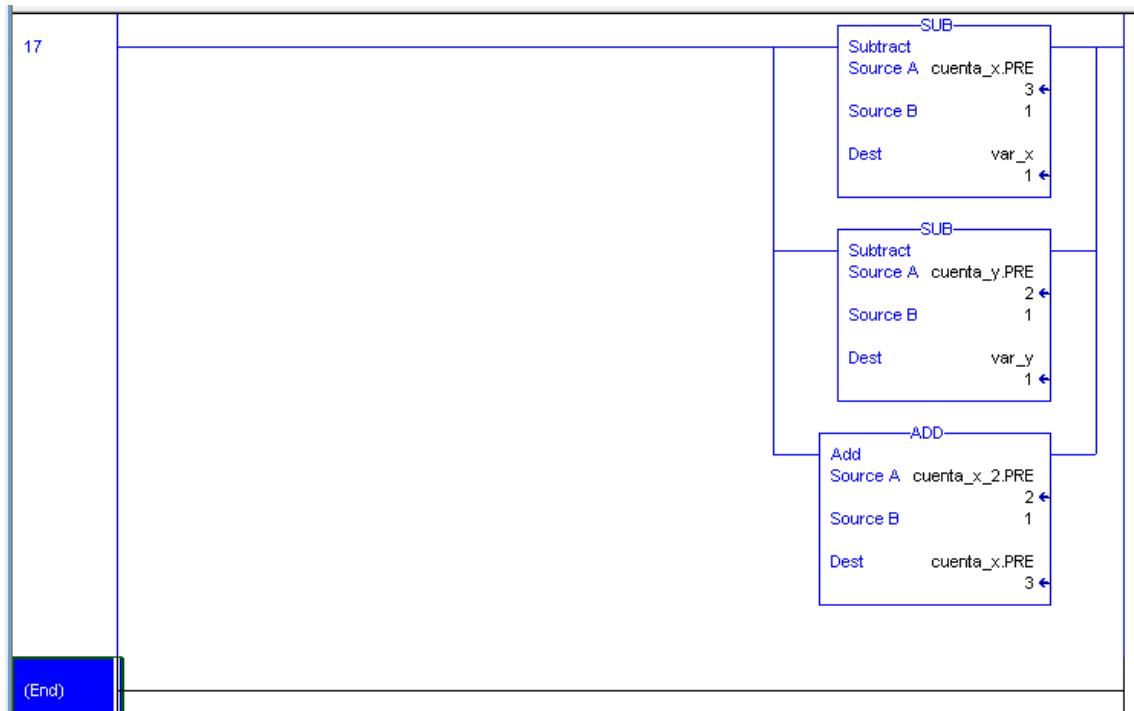 17
SUB
Subtract
Source A cuenta_x.PRE
3
Source B 1
Dest var_x
1
SUB
Subtract
Source A cuenta_y.PRE
2
Source B 1
Dest var_y
1
ADD
Add
Source A cuenta_x_2.PRE
2
Source B 1
Dest cuenta_x.PRE
3
(End)